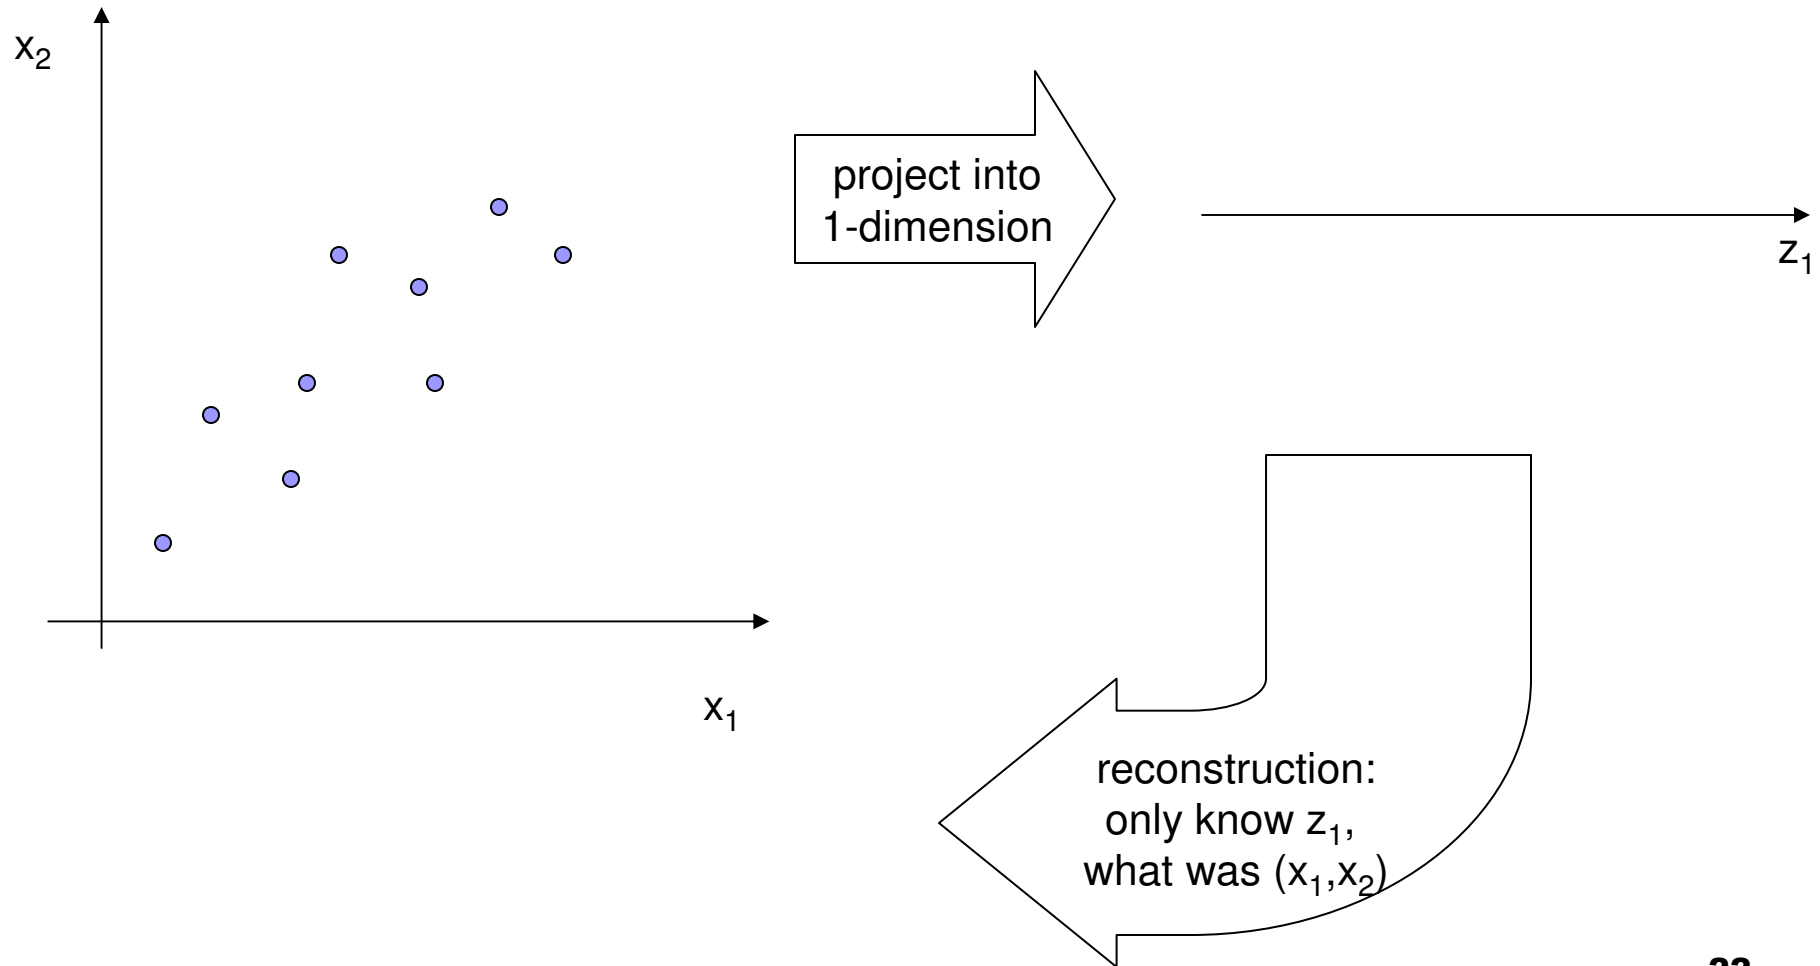 x₂
project into
1-dimension
z₁
x₁
reconstruction:
only know z₁,
what was (x₁,x₂)